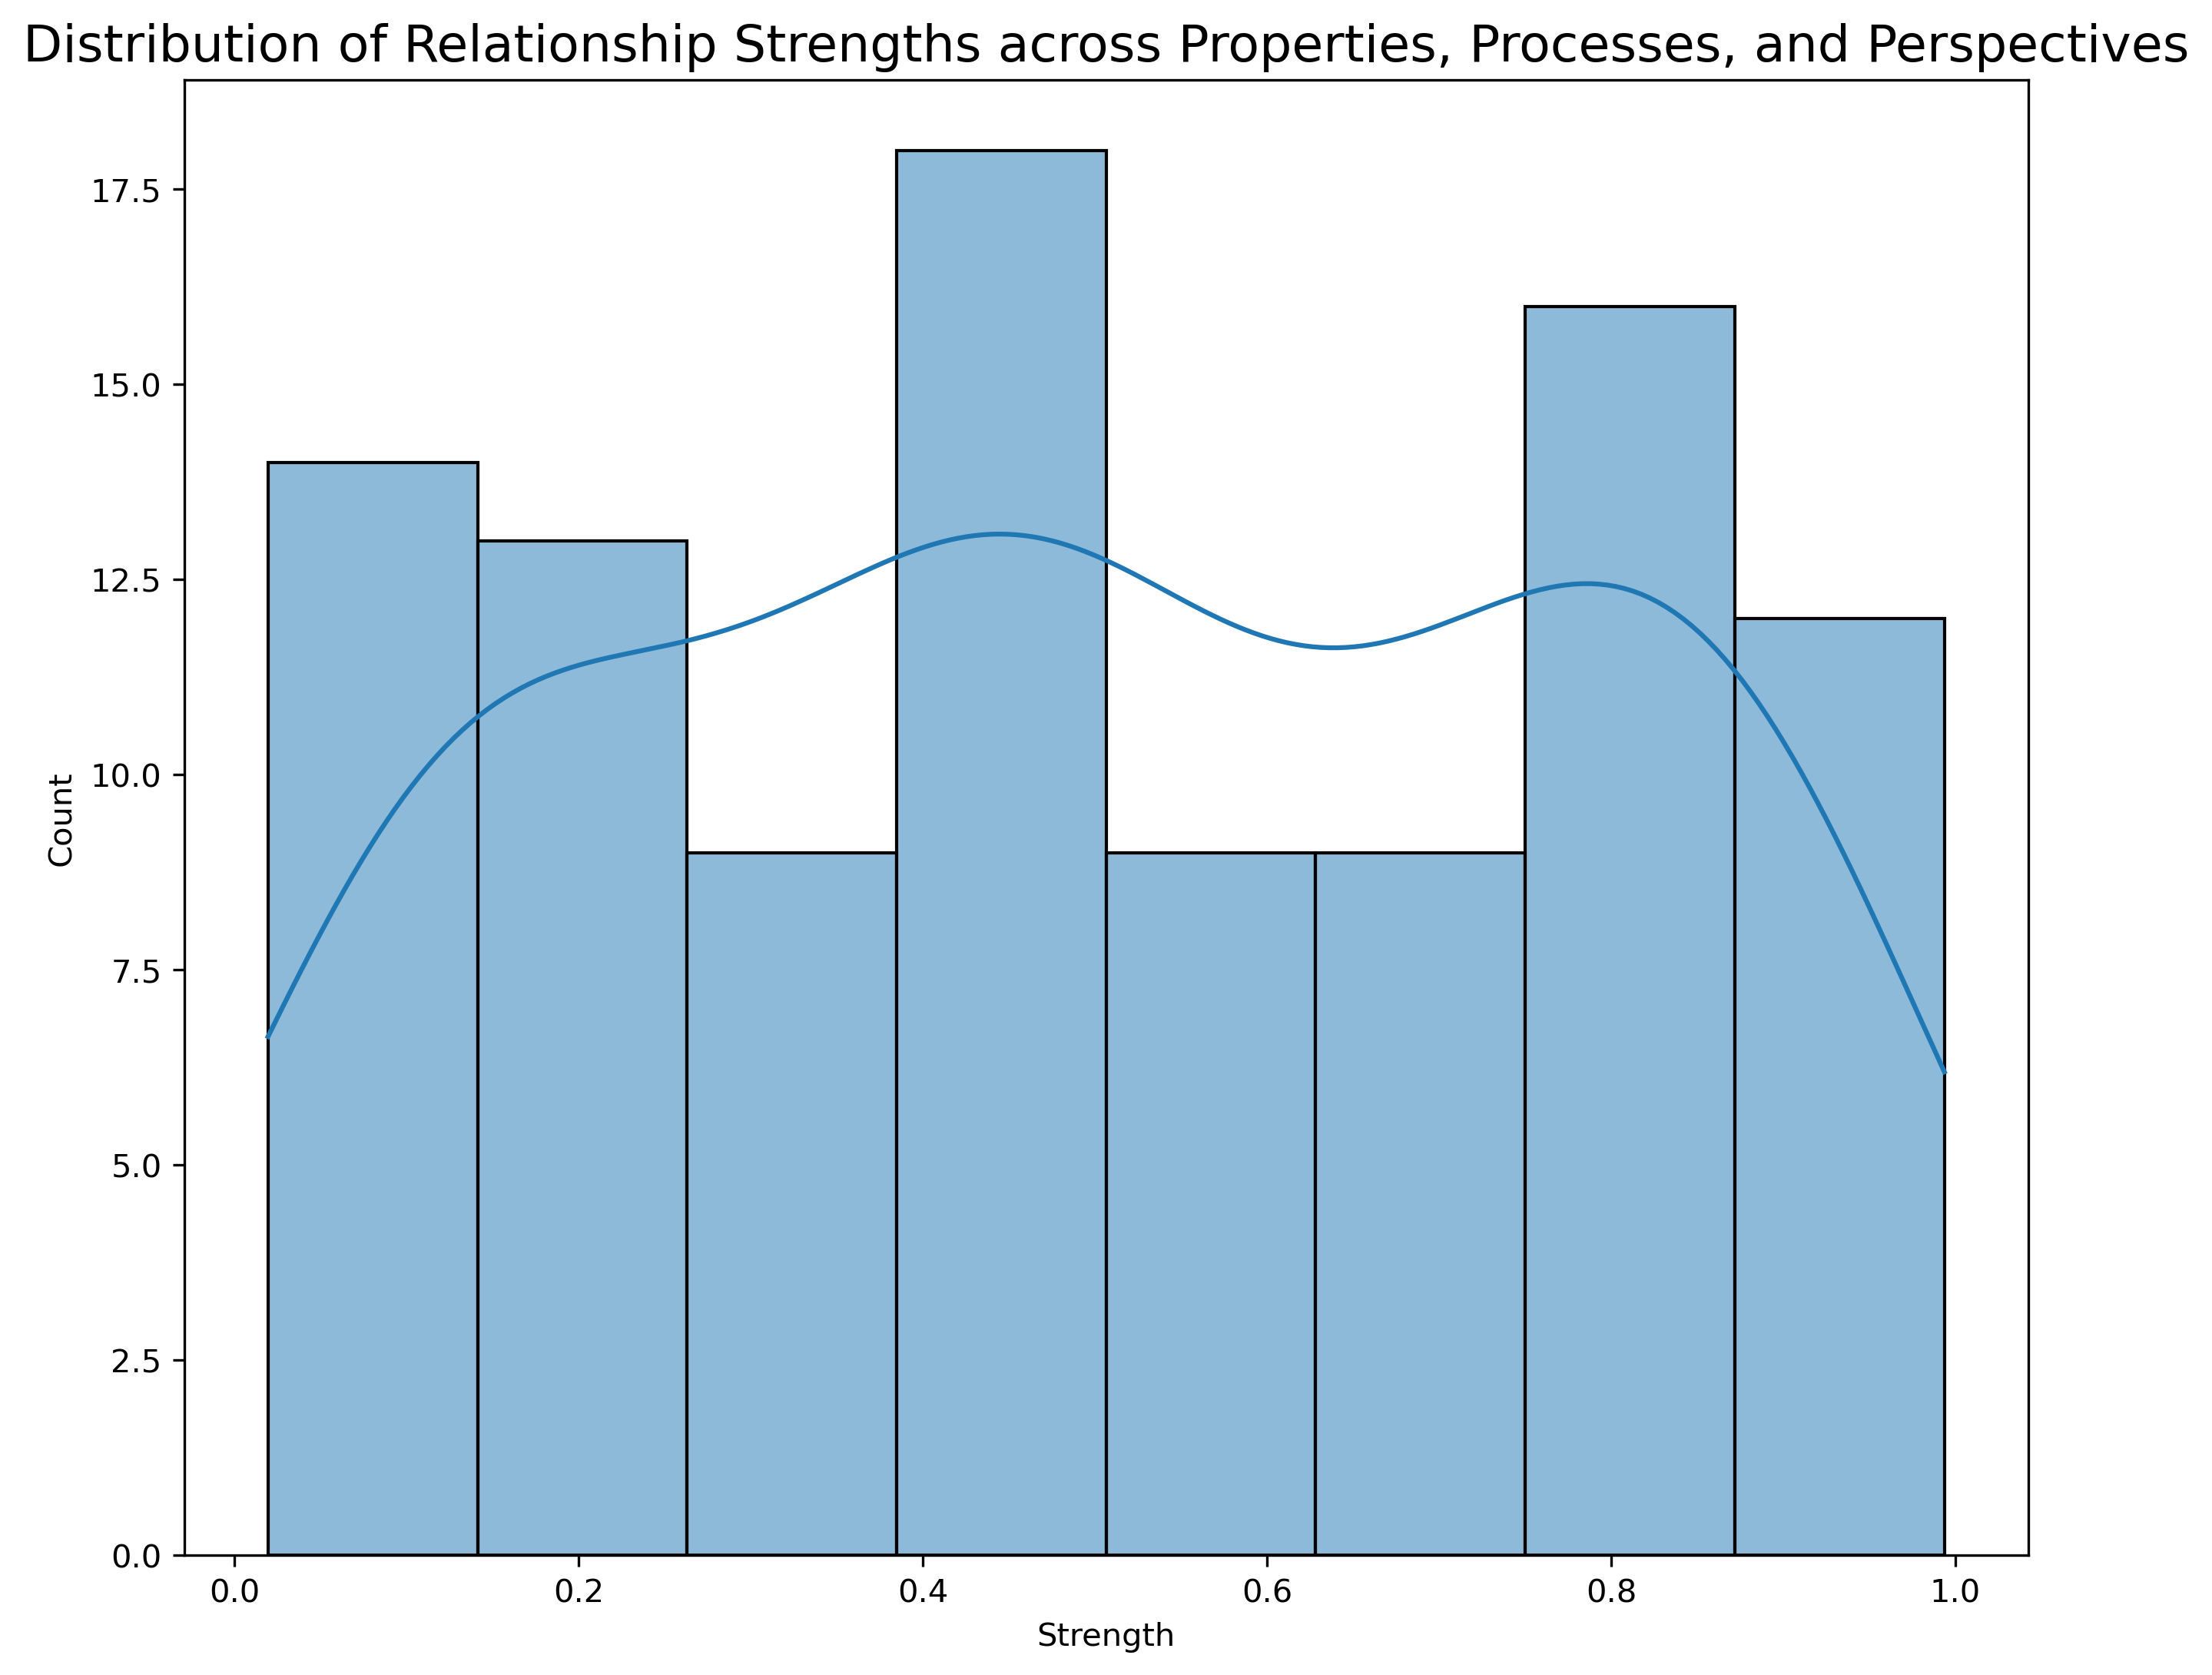 Distribution of Relationship Strengths across Properties, Processes, and Perspectives
17.5
15.0
12.5
10.0
7.5
5.0
2.5
0.0
Count
0.0 0.2 0.4 0.6 0.8 1.0
Strength